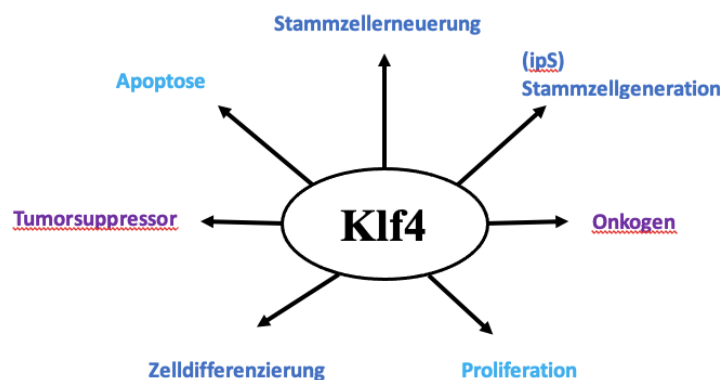 Stammzellerneuerung
(ipS)
Stammzellgeneration
Apoptose
Tumorsuppressor
Klf4
Onkogen
Zelldifferenzierung
Proliferation